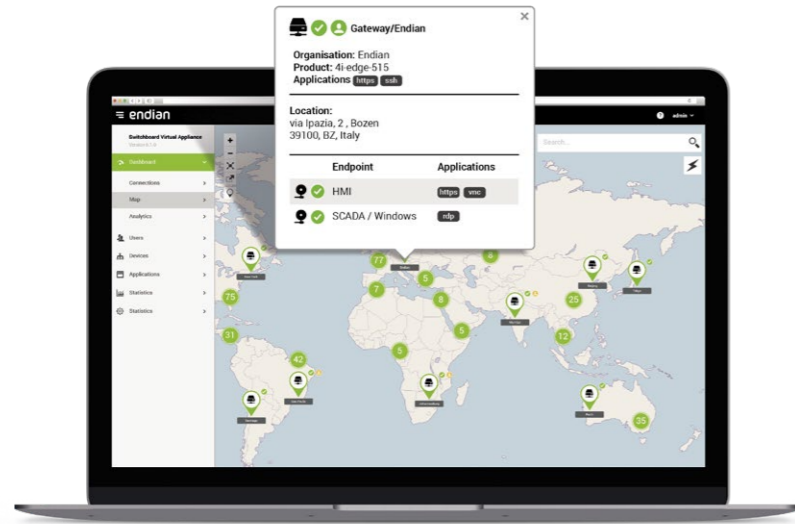 Gateway/Endian
Organisation: Endian
Product: 4i-edge-515
Applications https ssh
Location:
via Ipazia, 2 , Bozen
39100, BZ, Italy
Endpoint Applications
HMI https vnc
SCADA / Windows rdp
endian
admin
Switchboard Virtual Appliance
Dashboard
Connections
Map
Analytics
Users
Devices
Applications
Statistics
Statistics
Search...
77
8
5
7
8
75
31
5
5
25
12
42
35